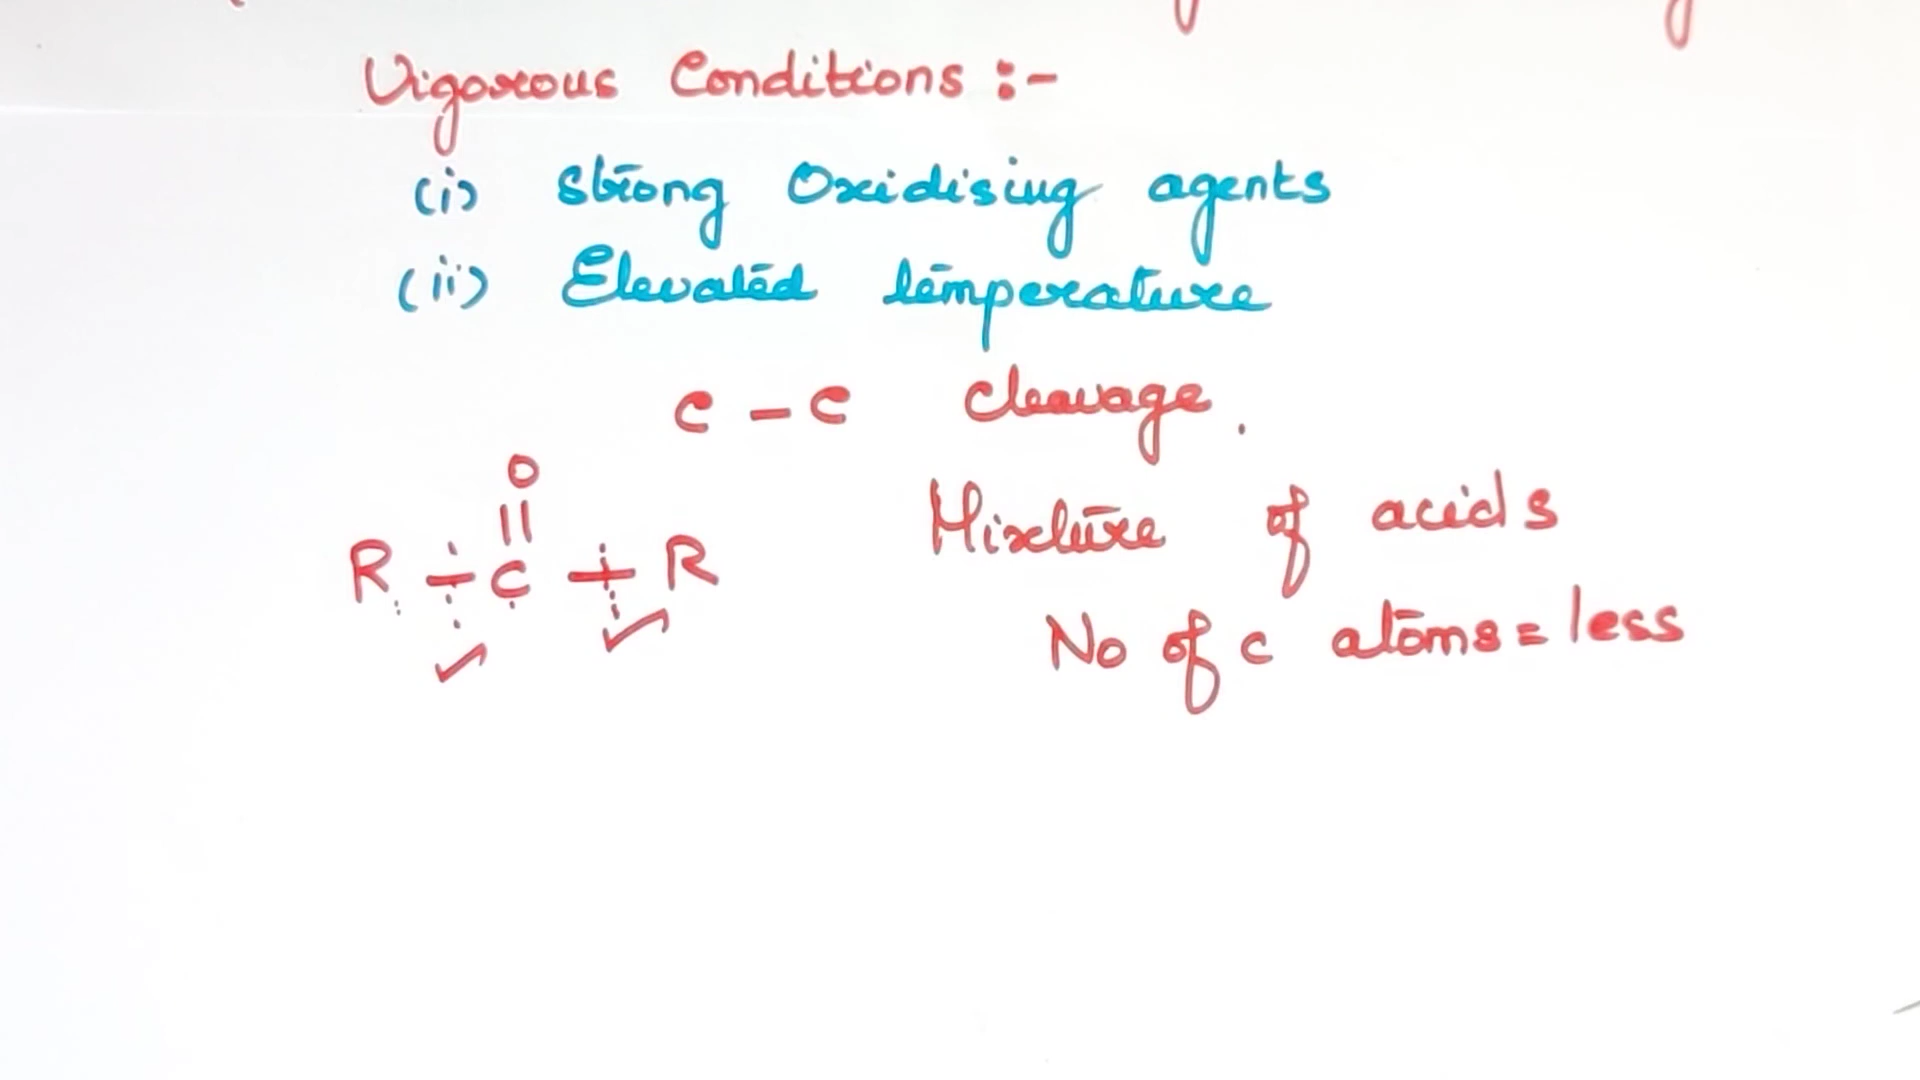 Vigorous Conditions :-
(i) Strong Oxidising agents
(ii) Elevated temperature
C - C Cleavage.
O
R - C - R
Mixture of acids
No of c atoms = less